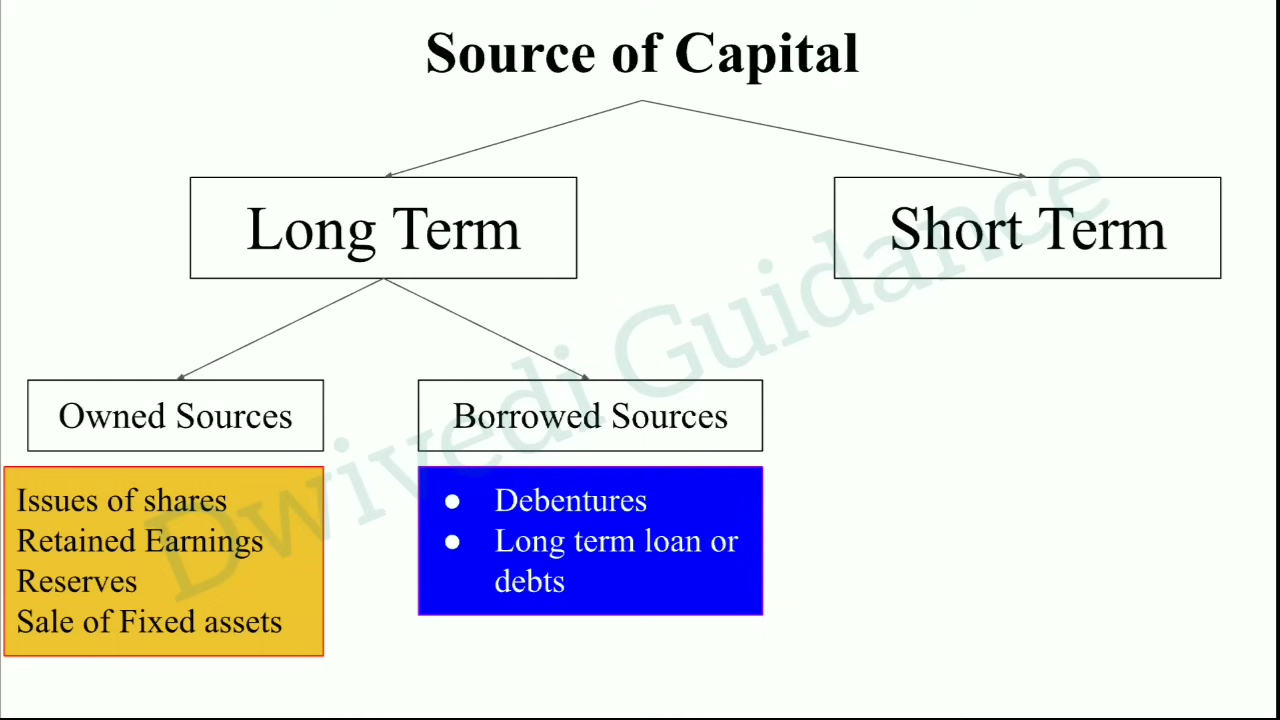 Source of Capital
Long Term
Short Term
Owned Sources
Borrowed Sources
Issues of shares
Retained Earnings
Reserves
Sale of Fixed assets
● Debentures
● Long term loan or
debts
Dwivedi Guidance